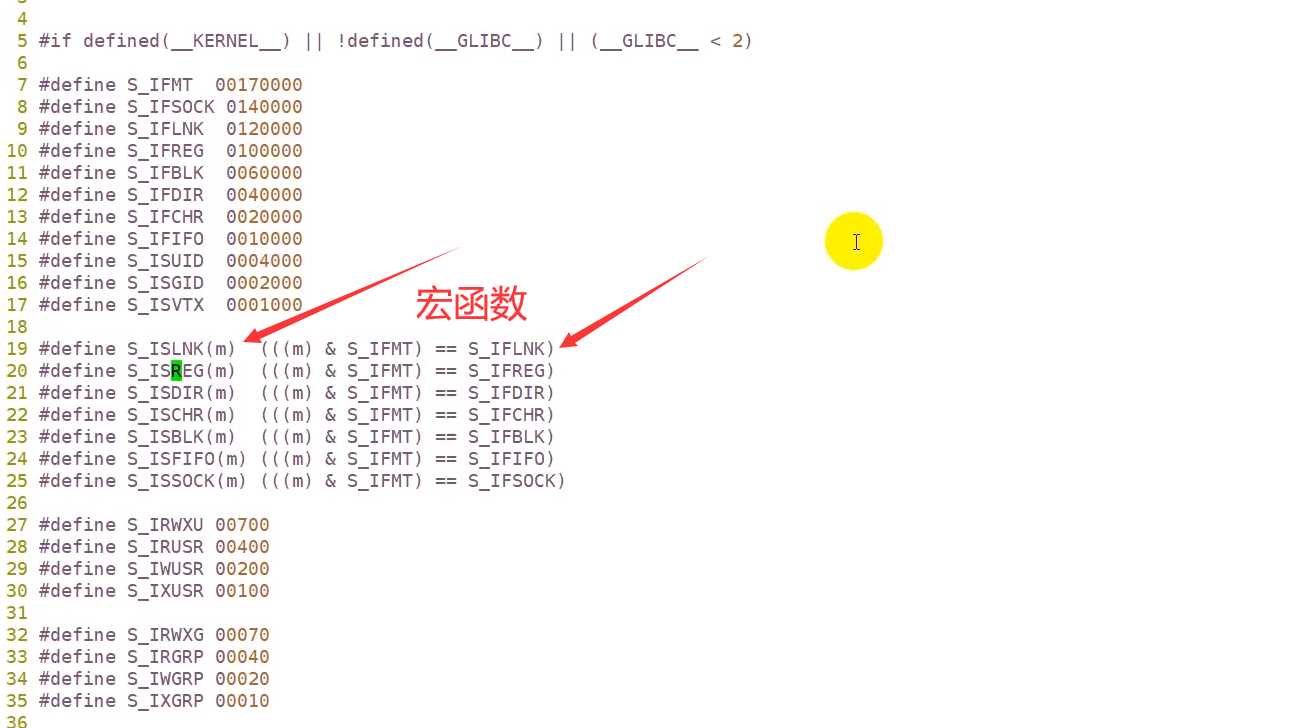 4
5 #if defined(__KERNEL__) || !defined(__GLIBC__) || (__GLIBC__ < 2)
6
7 #define S_IFMT  00170000
8 #define S_IFSOCK 0140000
9 #define S_IFLNK  0120000
10 #define S_IFREG  0100000
11 #define S_IFBLK  0060000
12 #define S_IFDIR  0040000
13 #define S_IFCHR  0020000
14 #define S_IFIFO  0010000
15 #define S_ISUID  0004000
16 #define S_ISGID  0002000
17 #define S_ISVTX  0001000
宏函数
18
19 #define S_ISLNK(m)  (((m) & S_IFMT) == S_IFLNK)
20 #define S_ISREG(m)  (((m) & S_IFMT) == S_IFREG)
21 #define S_ISDIR(m)  (((m) & S_IFMT) == S_IFDIR)
22 #define S_ISCHR(m)  (((m) & S_IFMT) == S_IFCHR)
23 #define S_ISBLK(m)  (((m) & S_IFMT) == S_IFBLK)
24 #define S_ISFIFO(m) (((m) & S_IFMT) == S_IFIFO)
25 #define S_ISSOCK(m) (((m) & S_IFMT) == S_IFSOCK)
26
27 #define S_IRWXU 00700
28 #define S_IRUSR 00400
29 #define S_IWUSR 00200
30 #define S_IXUSR 00100
31
32 #define S_IRWXG 00070
33 #define S_IRGRP 00040
34 #define S_IWGRP 00020
35 #define S_IXGRP 00010
36